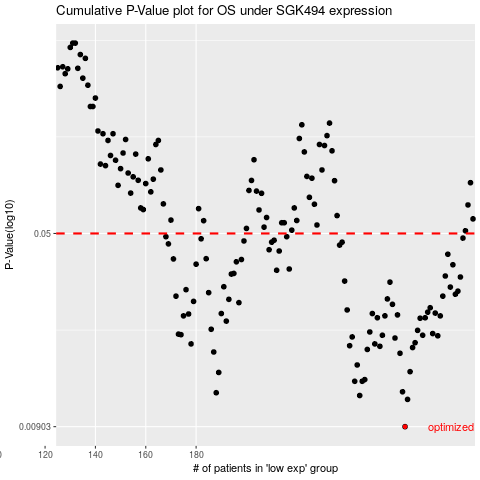 Cumulative P-Value plot for OS under SGK494 expression
P-Value(log10)
0.05
0.00903
optimized
0 120 140 160 180
# of patients in 'low exp' group